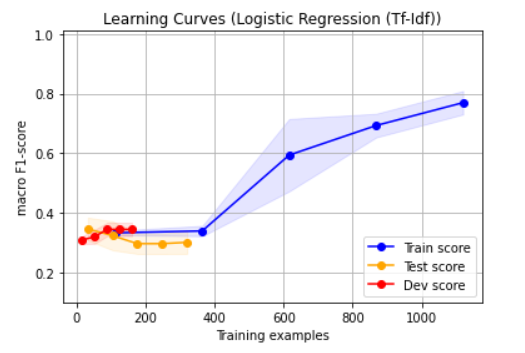 Learning Curves (Logistic Regression (Tf-Idf))
1.0
0.8
0.6
0.4
0.2
macro F1-score
0 200 400 600 800 1000
Training examples
Train score
Test score
Dev score